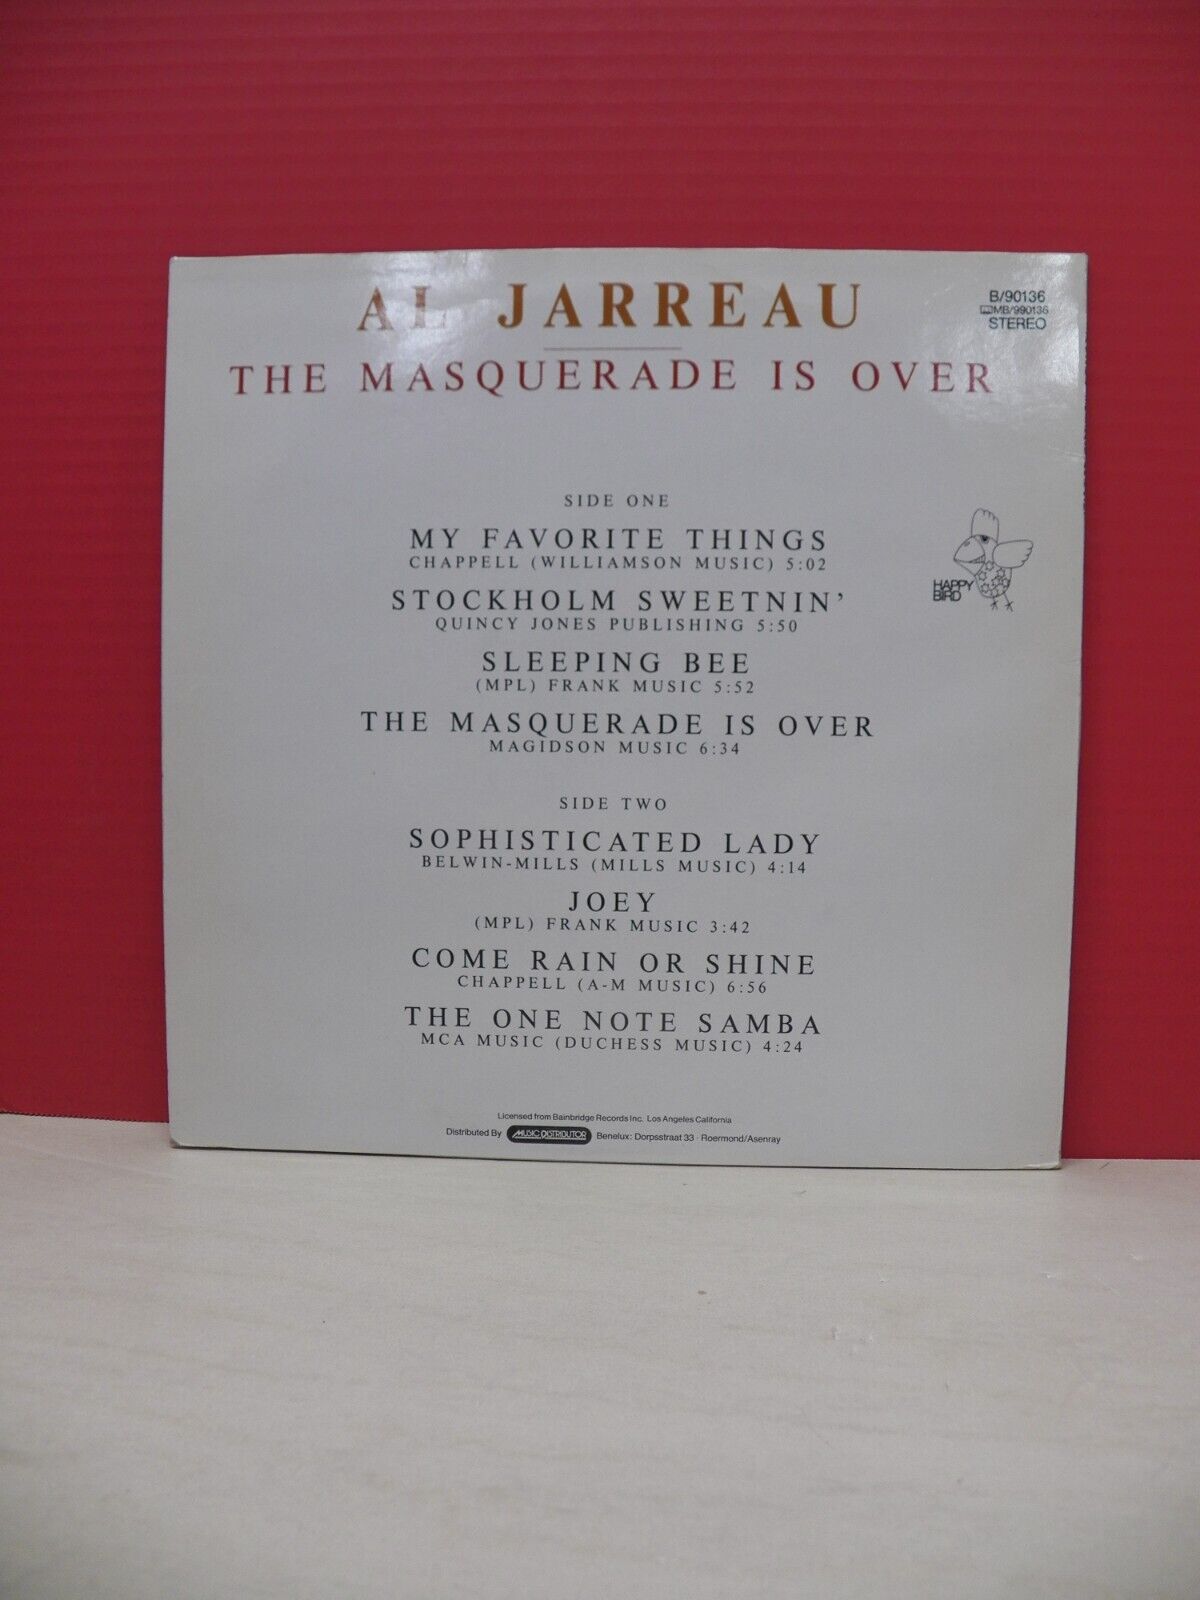 AL JARREAU
THE MASQUERADE IS OVER
B/90136
MB/990136
STEREO
SIDE ONE
MY FAVORITE THINGS
CHAPPELL (WILLIAMSON MUSIC) 5:02
STOCKHOLM SWEETNIN'
QUINCY JONES PUBLISHING 5:50
SLEEPING BEE
(MPL) FRANK MUSIC 5:52
THE MASQUERADE IS OVER
MAGIDSON MUSIC 6:34
HAPPY
BIRD
SIDE TWO
SOPHISTICATED LADY
BELWIN-MILLS (MILLS MUSIC) 4:14
JOEY
(MPL) FRANK MUSIC 3:42
COME RAIN OR SHINE
CHAPPELL (A-M MUSIC) 6:56
THE ONE NOTE SAMBA
MCA MUSIC (DUCHESS MUSIC) 4:24
Licensed from Bainbridge Records Inc. Los Angeles California
Distributed By MUSIC DISTRIBUTOR Benelux: Dorpsstraat 33 · Roermond/Asenray